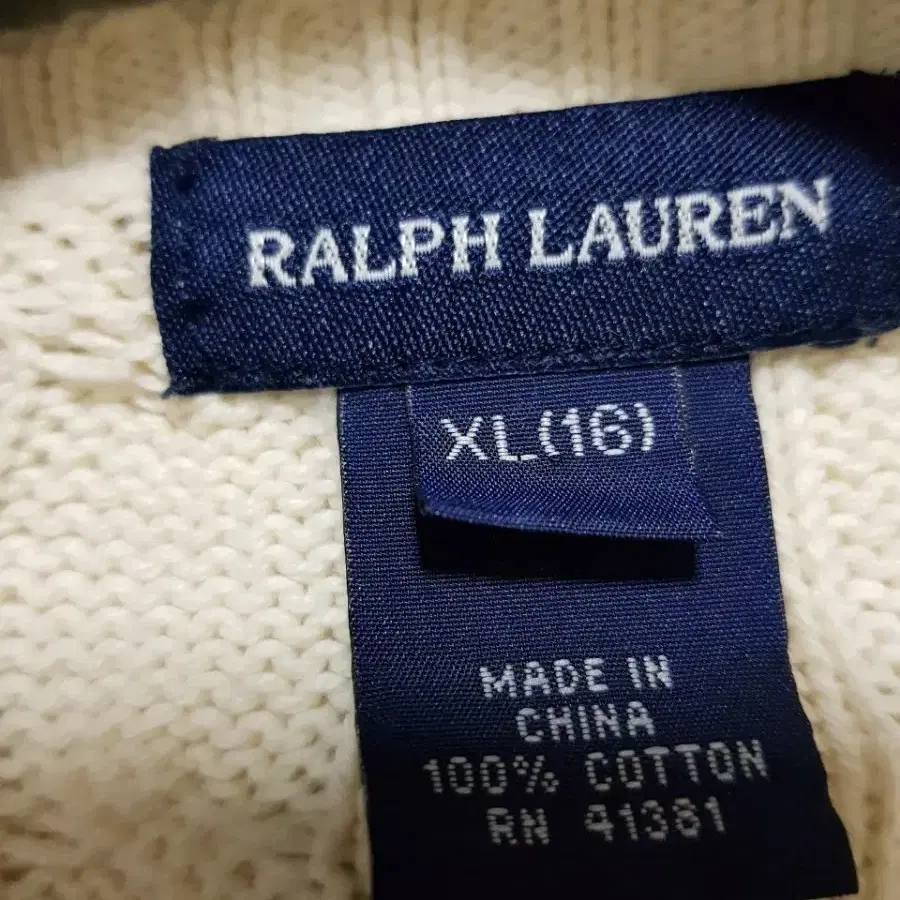 RALPH LAUREN
XL(16)
MADE IN
CHINA
100% COTTON
RN 41381